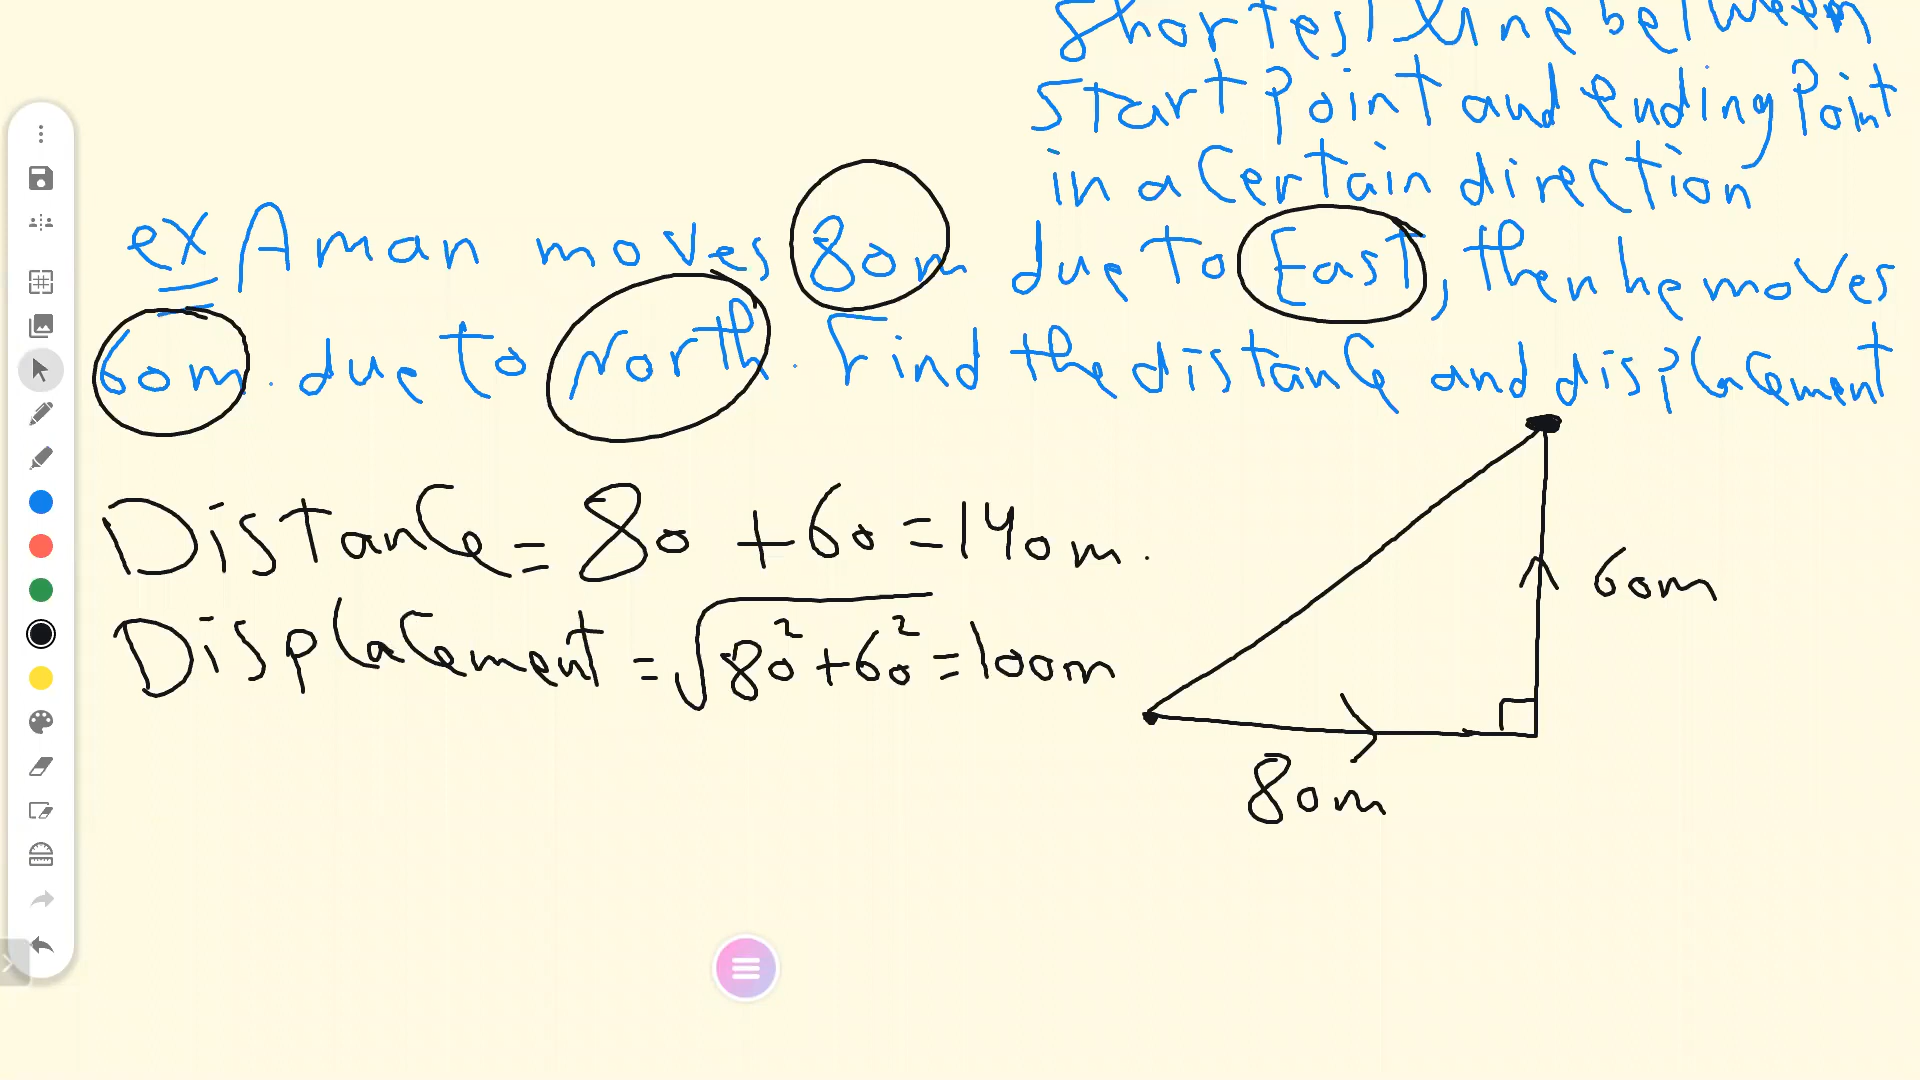 shortest line between
start point and ending point
in a certain direction
ex A man moves 80m due to East, then he moves
60m. due to North. Find the distance and displacement
Distance = 80 + 60 = 140m.
Displacement = √80² + 60² = 100m
60m
80m